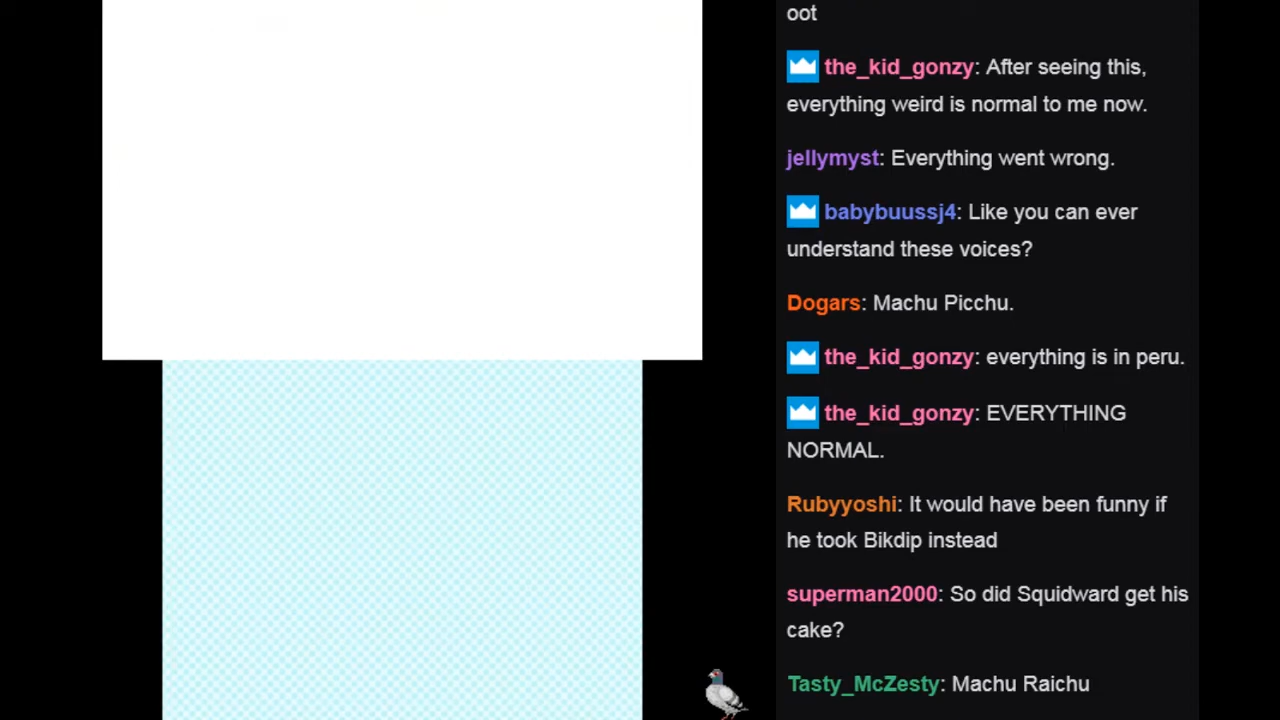 oot
the_kid_gonzy: After seeing this,
everything weird is normal to me now.
jellymyst: Everything went wrong.
babybuussj4: Like you can ever
understand these voices?
Dogars: Machu Picchu.
the_kid_gonzy: everything is in peru.
the_kid_gonzy: EVERYTHING
NORMAL.
Rubyyoshi: It would have been funny if
he took Bikdip instead
superman2000: So did Squidward get his
cake?
Tasty_McZesty: Machu Raichu